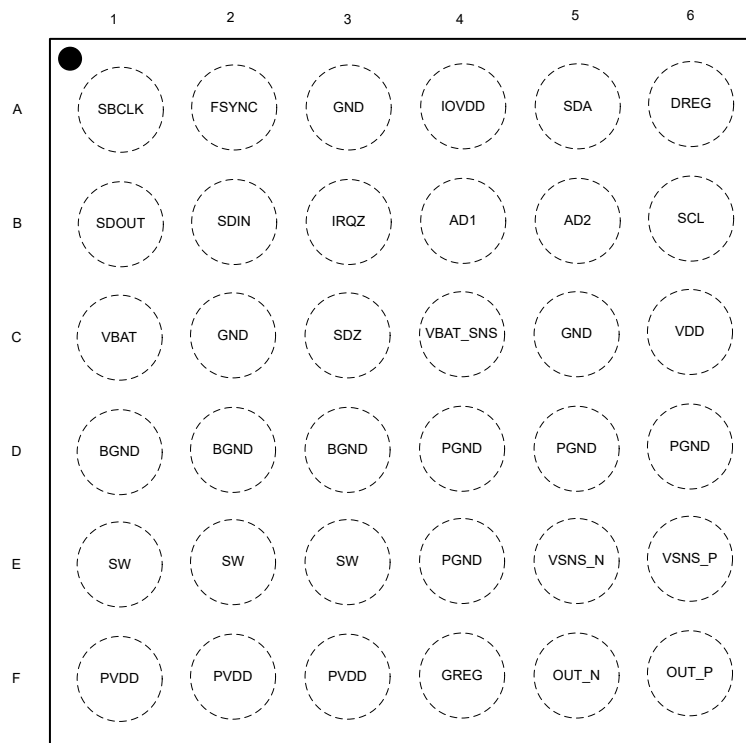 1 2 3 4 5 6
A SBCLK FSYNC GND IOVDD SDA DREG
B SDOUT SDIN IRQZ AD1 AD2 SCL
C VBAT GND SDZ VBAT_SNS GND VDD
D BGND BGND BGND PGND PGND PGND
E SW SW SW PGND VSNS_N VSNS_P
F PVDD PVDD PVDD GREG OUT_N OUT_P